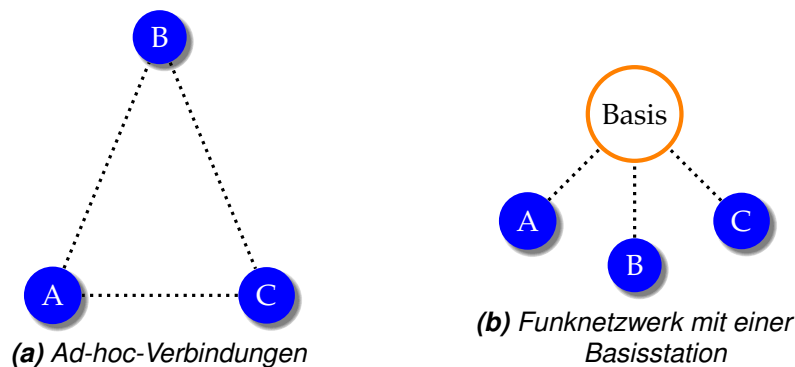 B
A
C
(a) Ad-hoc-Verbindungen
Basis
A
C
B
(b) Funknetzwerk mit einer
Basisstation